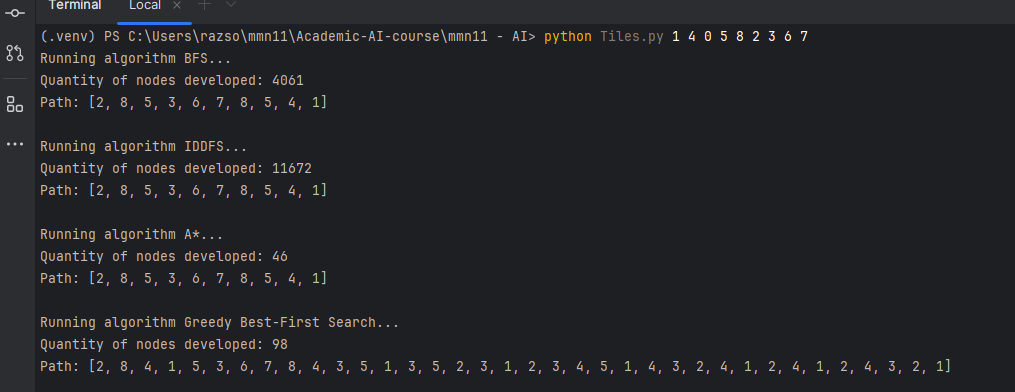 Terminal Local × +
(.venv) PS C:\Users\razso\mmn11\Academic-AI-course\mmn11 - AI> python Tiles.py 1 4 0 5 8 2 3 6 7
Running algorithm BFS...
Quantity of nodes developed: 4061
Path: [2, 8, 5, 3, 6, 7, 8, 5, 4, 1]
Running algorithm IDDFS...
Quantity of nodes developed: 11672
Path: [2, 8, 5, 3, 6, 7, 8, 5, 4, 1]
Running algorithm A*...
Quantity of nodes developed: 46
Path: [2, 8, 5, 3, 6, 7, 8, 5, 4, 1]
Running algorithm Greedy Best-First Search...
Quantity of nodes developed: 98
Path: [2, 8, 4, 1, 5, 3, 6, 7, 8, 4, 3, 5, 1, 3, 5, 2, 3, 1, 2, 3, 4, 5, 1, 4, 3, 2, 4, 1, 2, 4, 1, 2, 4, 3, 2, 1]